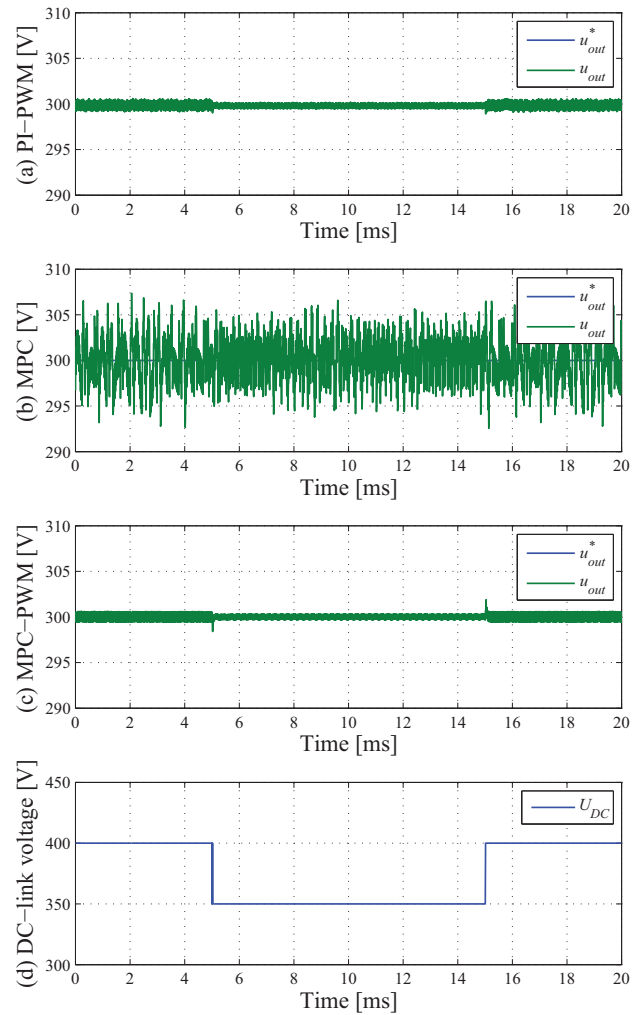 (a) PI−PWM [V]
310
305
300
295
290
u*out
uout
0 2 4 6 8 10 12 14 16 18 20
Time [ms]
(b) MPC [V]
310
305
300
295
290
u*out
uout
0 2 4 6 8 10 12 14 16 18 20
Time [ms]
(c) MPC−PWM [V]
310
305
300
295
290
u*out
uout
0 2 4 6 8 10 12 14 16 18 20
Time [ms]
(d) DC−link voltage [V]
450
400
350
300
UDC
0 2 4 6 8 10 12 14 16 18 20
Time [ms]